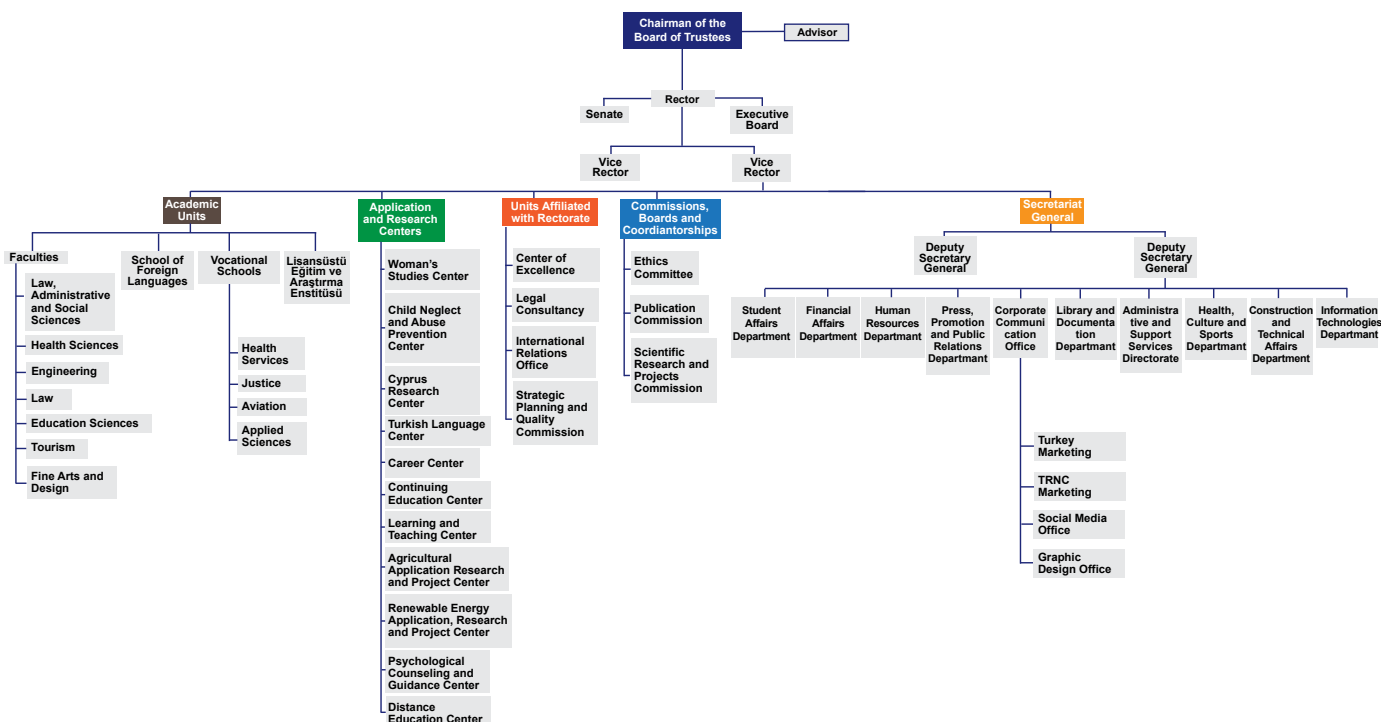 Chairman of the
Board of Trustees
Advisor
Rector
Senate
Executive
Board
Vice
Rector
Vice
Rector
Academic
Units
Application
and Research
Centers
Units Affiliated
with Rectorate
Commissions,
Boards and
Coordiantorships
Secretariat
General
Faculties
Law,
Administrative
and Social
Sciences
Health Sciences
Engineering
Law
Education Sciences
Tourism
Fine Arts and
Design
School of
Foreign
Languages
Vocational
Schools
Health
Services
Justice
Aviation
Applied
Sciences
Lisansüstü
Eğitim ve
Araştırma
Enstitüsü
Woman's
Studies Center
Child Neglect
and Abuse
Prevention
Center
Cyprus
Research
Center
Turkish Language
Center
Career Center
Continuing
Education Center
Learning and
Teaching Center
Agricultural
Application Research
and Project Center
Renewable Energy
Application, Research
and Project Center
Psychological
Counseling and
Guidance Center
Distance
Education Center
Center of
Excellence
Legal
Consultancy
International
Relations
Office
Strategic
Planning and
Quality
Commission
Ethics
Committee
Publication
Commission
Scientific
Research and
Projects
Commission
Deputy
Secretary
General
Deputy
Secretary
General
Student
Affairs
Department
Financial
Affairs
Department
Human
Resources
Department
Press,
Promotion
and Public
Relations
Department
Corporate
Communi
cation
Office
Library and
Documenta
tion
Department
Administra
tive and
Support
Services
Directorate
Health,
Culture and
Sports
Department
Construction
and
Technical
Affairs
Department
Information
Technologies
Departmant
Turkey
Marketing
TRNC
Marketing
Social Media
Office
Graphic
Design Office